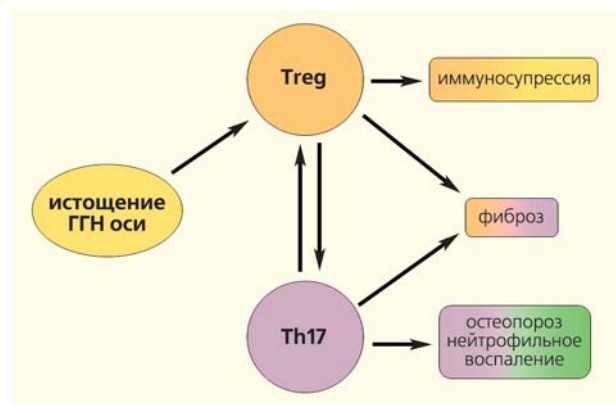 Treg
иммуносупрессия
истощение
ГГН оси
фиброз
Th17
остеопороз
нейтрофильное
воспаление